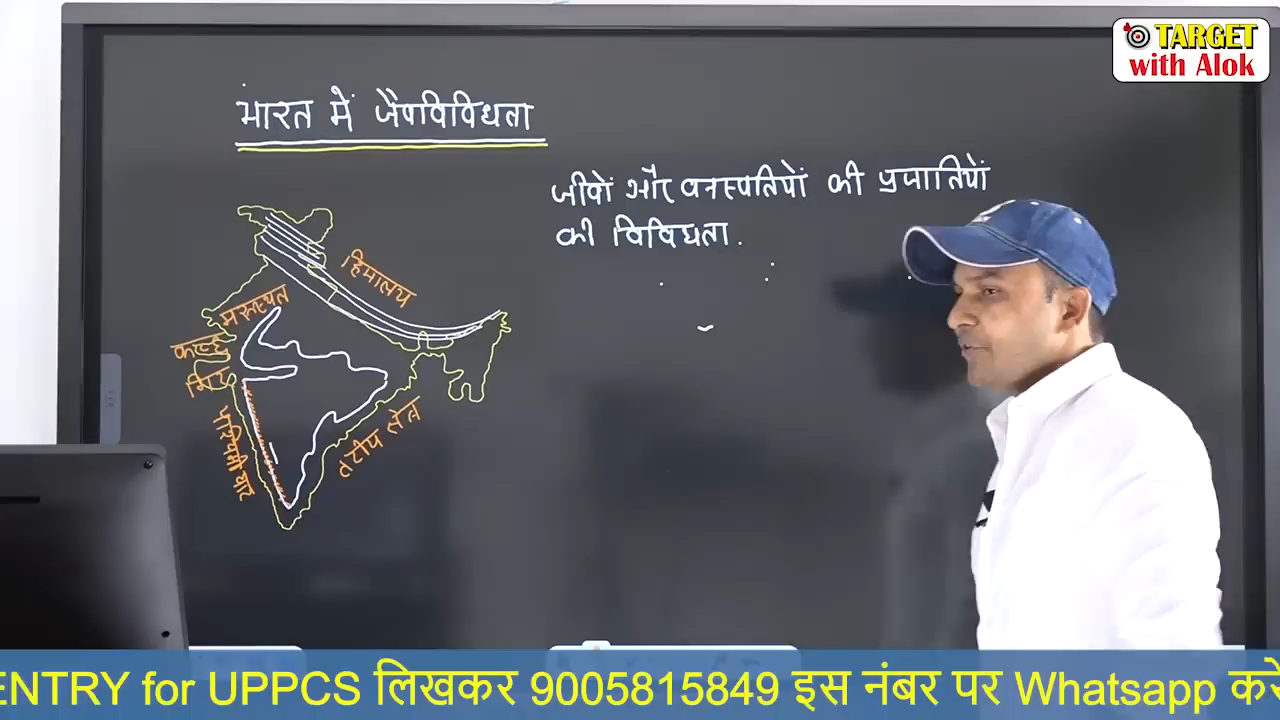 TARGET
with Alok
भारत में जैवविविधता
जीवों और वनस्पतियों की प्रजातियों
की विविधता.
हिमालय
मरुस्थल
कच्छ
गिर
पश्चिमी घाट
तटीय क्षेत्र
ENTRY for UPPCS लिखकर 9005815849 इस नंबर पर Whatsapp करे